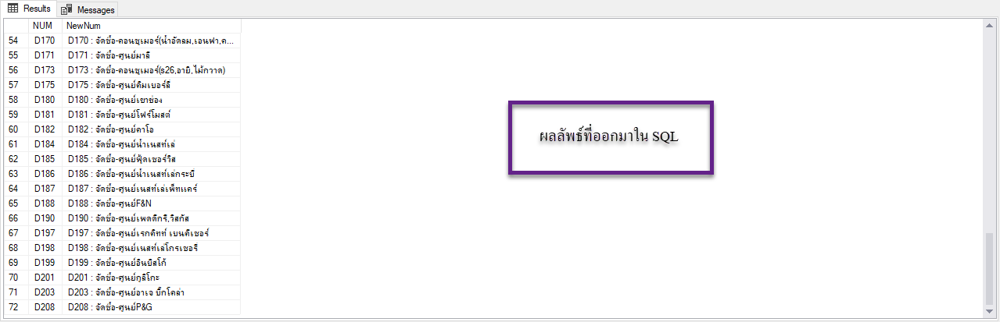 Results Messages
NUM NewNum
54 D170 D170 : จัดซื้อ-คอนซูเมอร์(น้ำอัดลม,เอนฟา,ค...
55 D171 D171 : จัดซื้อ-ศูนย์มาลี
56 D173 D173 : จัดซื้อ-คอนซูเมอร์(s26,อายิ,ไม้กวาด)
57 D175 D175 : จัดซื้อ-ศูนย์คิมเบอร์ลี่
58 D180 D180 : จัดซื้อ-ศูนย์เขาช่อง
59 D181 D181 : จัดซื้อ-ศูนย์โฟร์โมสต์
60 D182 D182 : จัดซื้อ-ศูนย์คาโอ
61 D184 D184 : จัดซื้อ-ศูนย์น้ำเนสท์เล่
62 D185 D185 : จัดซื้อ-ศูนย์ฟู้ดเซอร์วิส
63 D186 D186 : จัดซื้อ-ศูนย์น้ำเนสท์เล่กระบี่
64 D187 D187 : จัดซื้อ-ศูนย์เนสท์เล่เพ็ทแคร์
65 D188 D188 : จัดซื้อ-ศูนย์F&N
66 D190 D190 : จัดซื้อ-ศูนย์เพดดีกรี,วิสกัส
67 D197 D197 : จัดซื้อ-ศูนย์เรกคิทท์ เบนคีเซอร์
68 D198 D198 : จัดซื้อ-ศูนย์เนสท์เล่โกรเซอรี่
69 D199 D199 : จัดซื้อ-ศูนย์อินบิสโก้
70 D201 D201 : จัดซื้อ-ศูนย์กูลิโกะ
71 D203 D203 : จัดซื้อ-ศูนย์อาเจ บิ๊กโคล่า
72 D208 D208 : จัดซื้อ-ศูนย์P&G
ผลลัพธ์ที่ออกมาใน SQL